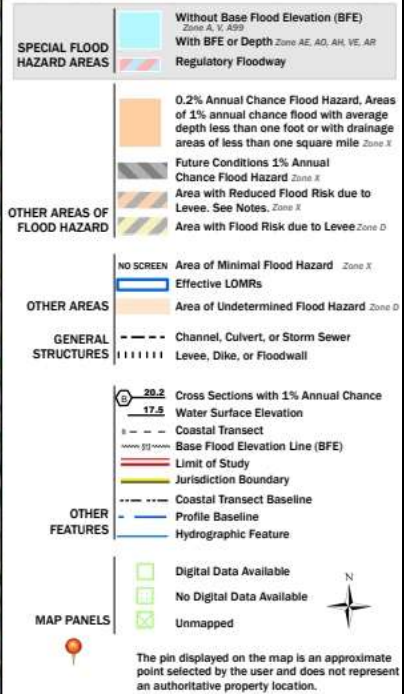 SPECIAL FLOOD
HAZARD AREAS
Without Base Flood Elevation (BFE)
Zone A, V, A99
With BFE or Depth Zone AE, AO, AH, VE, AR
Regulatory Floodway
OTHER AREAS OF
FLOOD HAZARD
0.2% Annual Chance Flood Hazard, Areas
of 1% annual chance flood with average
depth less than one foot or with drainage
areas of less than one square mile Zone X
Future Conditions 1% Annual
Chance Flood Hazard Zone X
Area with Reduced Flood Risk due to
Levee. See Notes. Zone X
Area with Flood Risk due to Levee Zone D
OTHER AREAS
NO SCREEN Area of Minimal Flood Hazard Zone X
Effective LOMRs
Area of Undetermined Flood Hazard Zone D
GENERAL
STRUCTURES
Channel, Culvert, or Storm Sewer
Levee, Dike, or Floodwall
OTHER
FEATURES
B 20.2 Cross Sections with 1% Annual Chance
17.5 Water Surface Elevation
8 Coastal Transect
513 Base Flood Elevation Line (BFE)
Limit of Study
Jurisdiction Boundary
Coastal Transect Baseline
Profile Baseline
Hydrographic Feature
MAP PANELS
Digital Data Available
No Digital Data Available
Unmapped
N
The pin displayed on the map is an approximate
point selected by the user and does not represent
an authoritative property location.